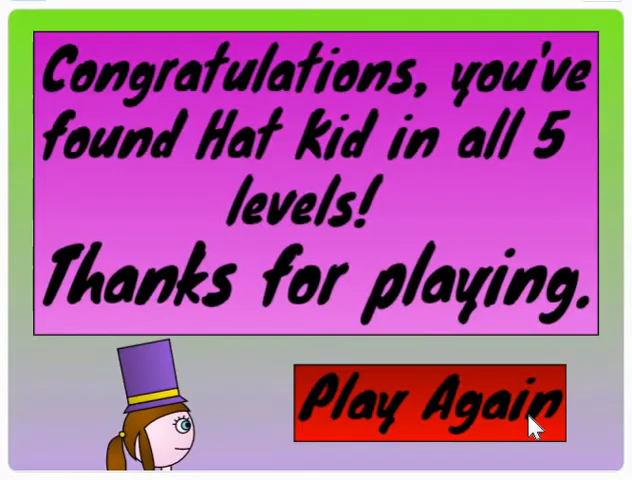 Congratulations, you've
found Hat Kid in all 5
levels!
Thanks for playing.
Play Again